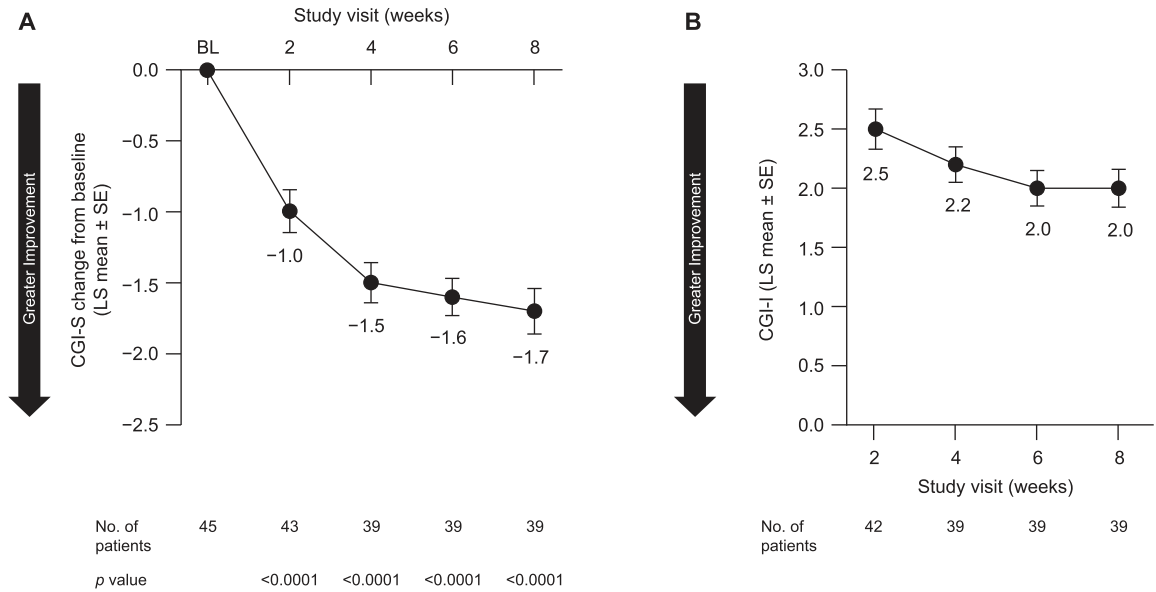 A
Study visit (weeks)
BL 2 4 6 8
0.0
−0.5
−1.0
−1.5
−2.0
−2.5
CGI-S change from baseline
(LS mean ± SE)
Greater Improvement
−1.0
−1.5
−1.6
−1.7
No. of
patients
45 43 39 39 39
p value <0.0001 <0.0001 <0.0001 <0.0001
B
3.0
2.5
2.0
1.5
1.0
0.5
0.0
CGI-I (LS mean ± SE)
Greater Improvement
2.5
2.2
2.0
2.0
2 4 6 8
Study visit (weeks)
No. of
patients
42 39 39 39